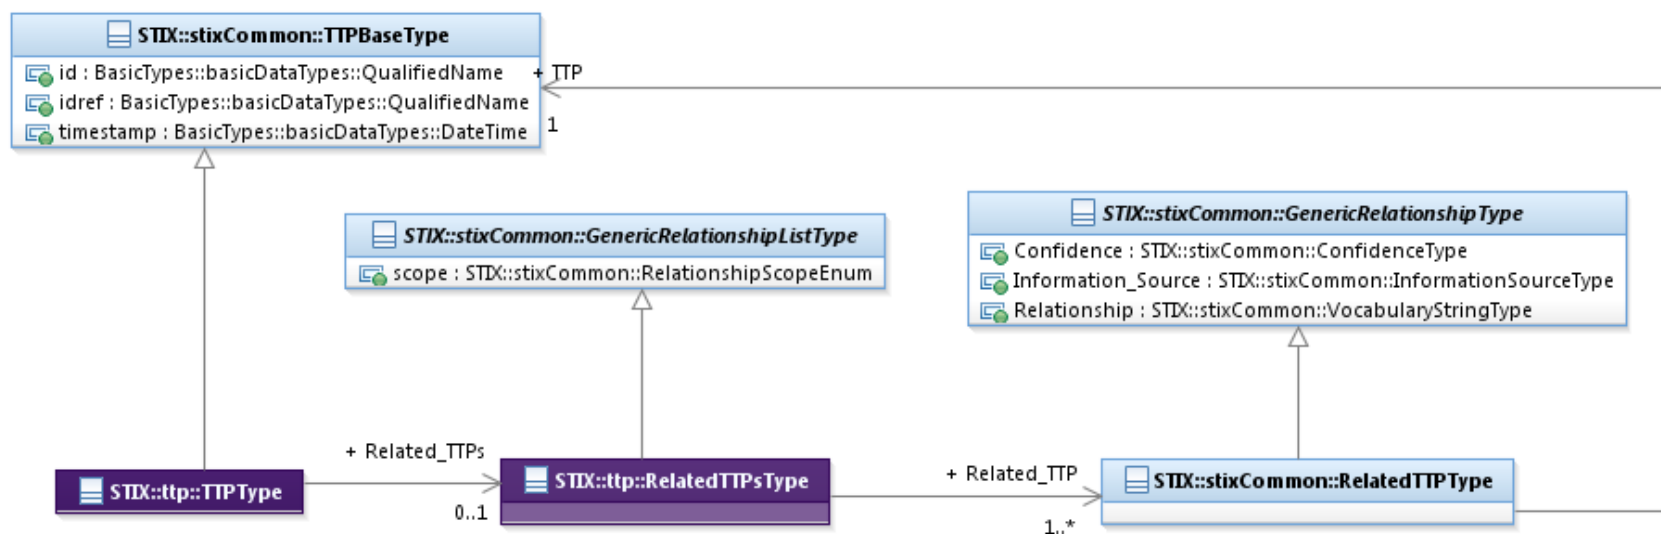 STIX::stixCommon::TTPBaseType
id : BasicTypes::basicDataTypes::QualifiedName
idref : BasicTypes::basicDataTypes::QualifiedName
timestamp : BasicTypes::basicDataTypes::DateTime
+ TTP
1
STIX::stixCommon::GenericRelationshipListType
scope : STIX::stixCommon::RelationshipScopeEnum
STIX::stixCommon::GenericRelationshipType
Confidence : STIX::stixCommon::ConfidenceType
Information_Source : STIX::stixCommon::InformationSourceType
Relationship : STIX::stixCommon::VocabularyStringType
STIX::ttp::TTPType
+ Related_TTPs
0..1
STIX::ttp::RelatedTTPsType
+ Related_TTP
1..*
STIX::stixCommon::RelatedTTPType